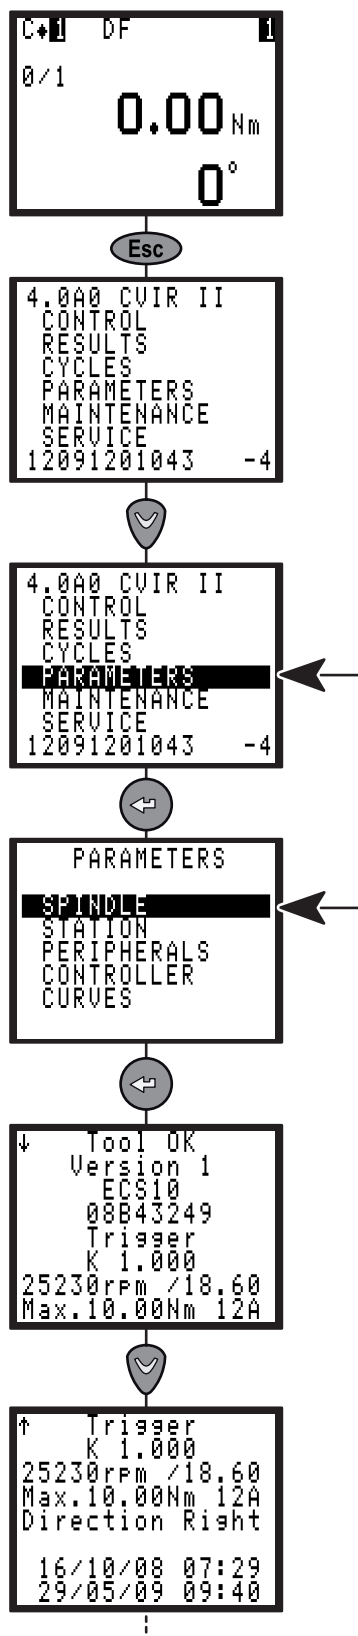 C♠1 DF 1
0/1
0.00 Nm
0°
Esc
4.0A0 CVIR II
CONTROL
RESULTS
CYCLES
PARAMETERS
MAINTENANCE
SERVICE
12091201043 -4
4.0A0 CVIR II
CONTROL
RESULTS
CYCLES
PARAMETERS
MAINTENANCE
SERVICE
12091201043 -4
PARAMETERS
SPINDLE
STATION
PERIPHERALS
CONTROLLER
CURVES
↓ Tool OK
Version 1
ECS10
08B43249
Trigger
K 1.000
25230rpm /18.60
Max.10.00Nm 12A
↑ Trigger
K 1.000
25230rpm /18.60
Max.10.00Nm 12A
Direction Right
16/10/08 07:29
29/05/09 09:40